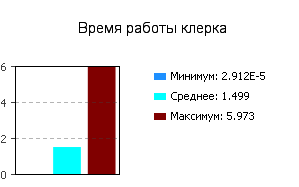 Время работы клерка
6
4
2
0
Минимум: 2.912E-5
Среднее: 1.499
Максимум: 5.973